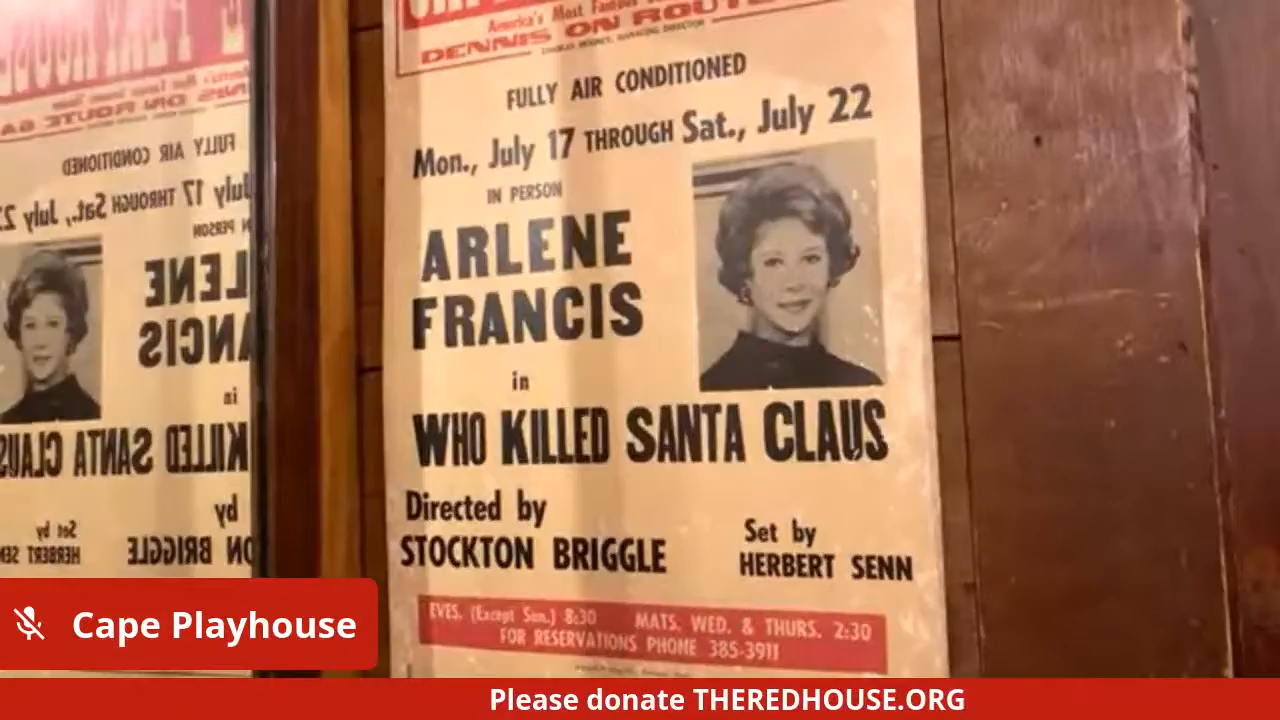 America's Most Famous
DENNIS ON ROUTE
FULLY AIR CONDITIONED
Mon., July 17 THROUGH Sat., July 22
IN PERSON
ARLENE
FRANCIS
in
WHO KILLED SANTA CLAUS
Directed by
STOCKTON BRIGGLE
Set by
HERBERT SENN
EVES. (Except Sun.) 8:30 MATS. WED. & THURS. 2:30
FOR RESERVATIONS PHONE 385-3911
Cape Playhouse
Please donate THEREDHOUSE.ORG